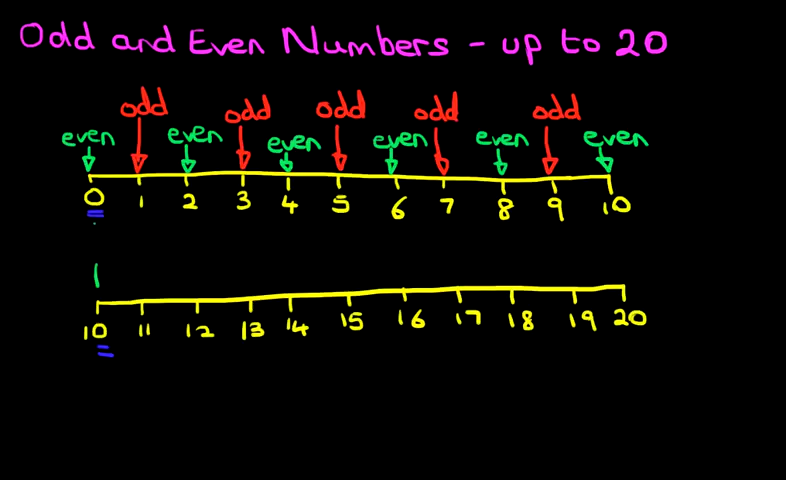 Odd and Even Numbers - up to 20
odd odd odd odd odd
even even even even even even
0 1 2 3 4 5 6 7 8 9 10
10 11 12 13 14 15 16 17 18 19 20